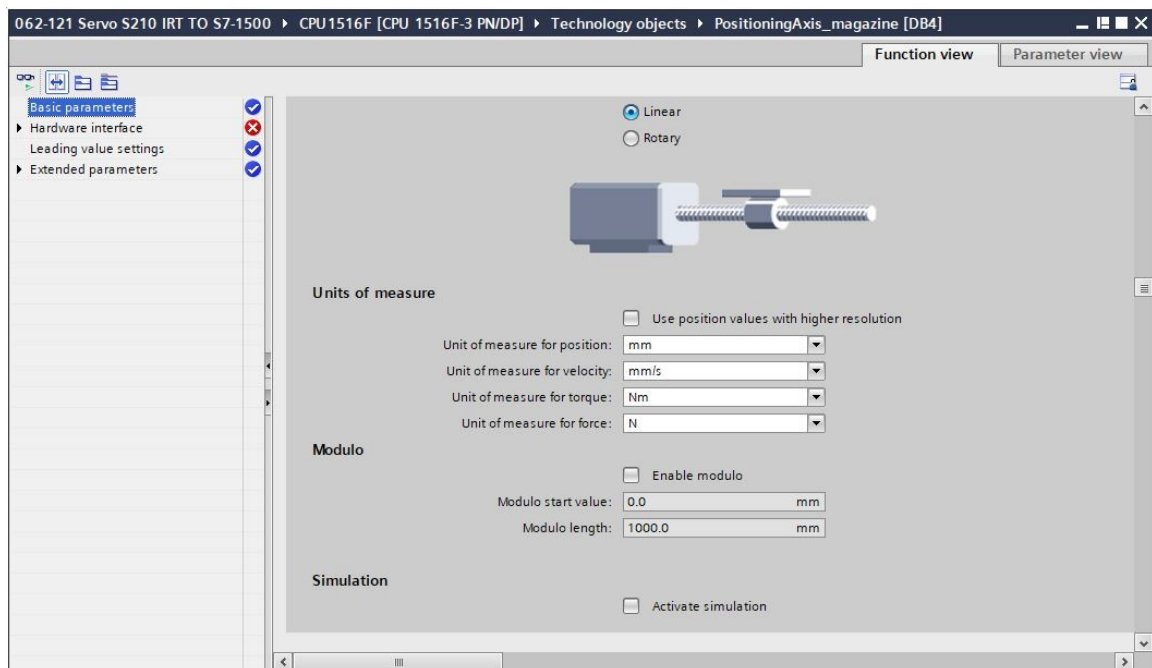 062-121 Servo S210 IRT TO S7-1500 ▸ CPU1516F [CPU 1516F-3 PN/DP] ▸ Technology objects ▸ PositioningAxis_magazine [DB4]
Function view
Parameter view
Basic parameters
Hardware interface
Leading value settings
Extended parameters
Linear
Rotary
Units of measure
Use position values with higher resolution
Unit of measure for position: mm
Unit of measure for velocity: mm/s
Unit of measure for torque: Nm
Unit of measure for force: N
Modulo
Enable modulo
Modulo start value: 0.0 mm
Modulo length: 1000.0 mm
Simulation
Activate simulation